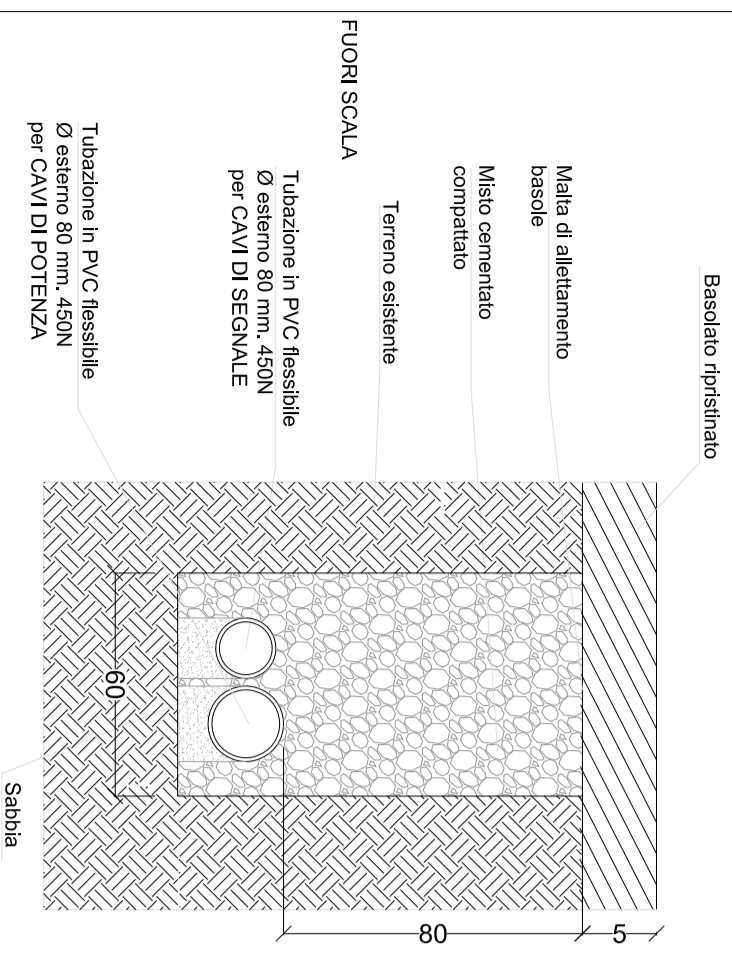 Basolato ripristinato
Malta di allettamento
basole
Misto cementato
compattato
Terreno esistente
FUORI SCALA
Tubazione in PVC flessibile
Ø esterno 80 mm. 450N
per CAVI DI SEGNALE
Tubazione in PVC flessibile
Ø esterno 80 mm. 450N
per CAVI DI POTENZA
5
80
60
Sabbia